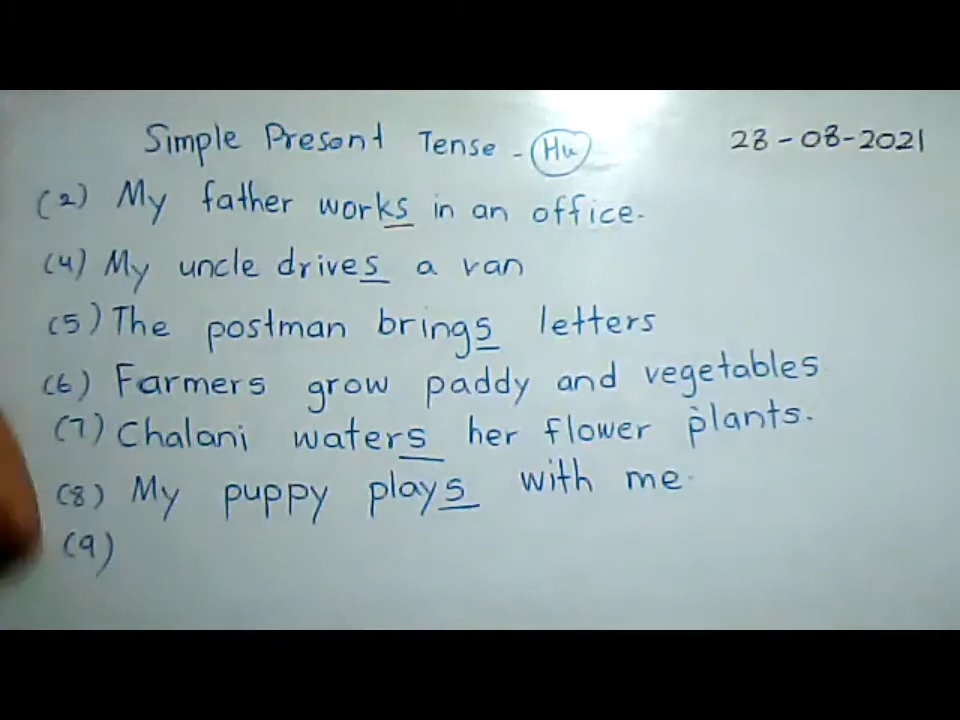 Simple Present Tense - Hu 28-08-2021
(2) My father works in an office.
(4) My uncle drives a van
(5) The postman brings letters
(6) Farmers grow paddy and vegetables
(7) Chalani waters her flower plants.
(8) My puppy plays with me.
(9)